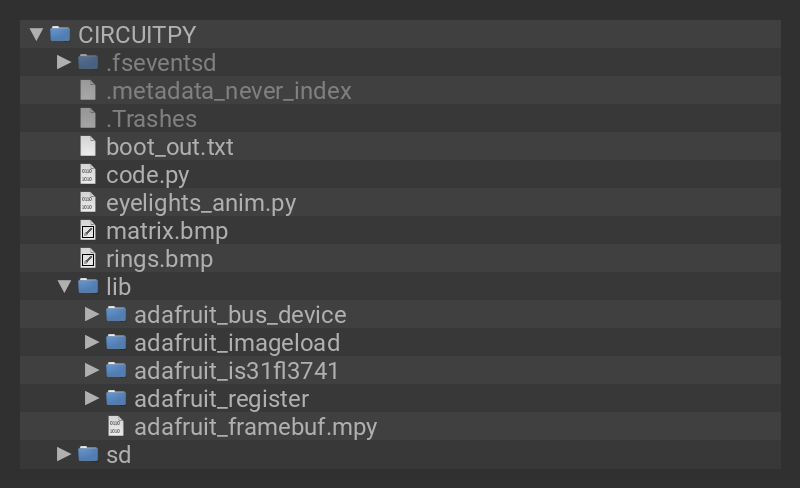 CIRCUITPY
.fseventsd
.metadata_never_index
.Trashes
boot_out.txt
code.py
eyelights_anim.py
matrix.bmp
rings.bmp
lib
adafruit_bus_device
adafruit_imageload
adafruit_is31fl3741
adafruit_register
adafruit_framebuf.mpy
sd